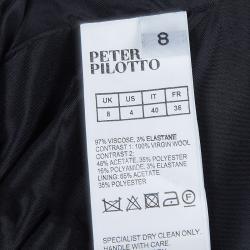 8
PETER
PILOTTO
UK US IT FR
8 4 40 36
97% VISCOSE, 3% ELASTANE
CONTRAST 1: 100% VIRGIN WOOL
CONTRAST 2:
48% ACETATE, 35% POLYESTER
16% POLYAMIDE, 1% ELASTANE
LINING: 65% ACETATE
35% POLYESTER
SPECIALIST DRY CLEAN ONLY.
HANDLE WITH CARE.